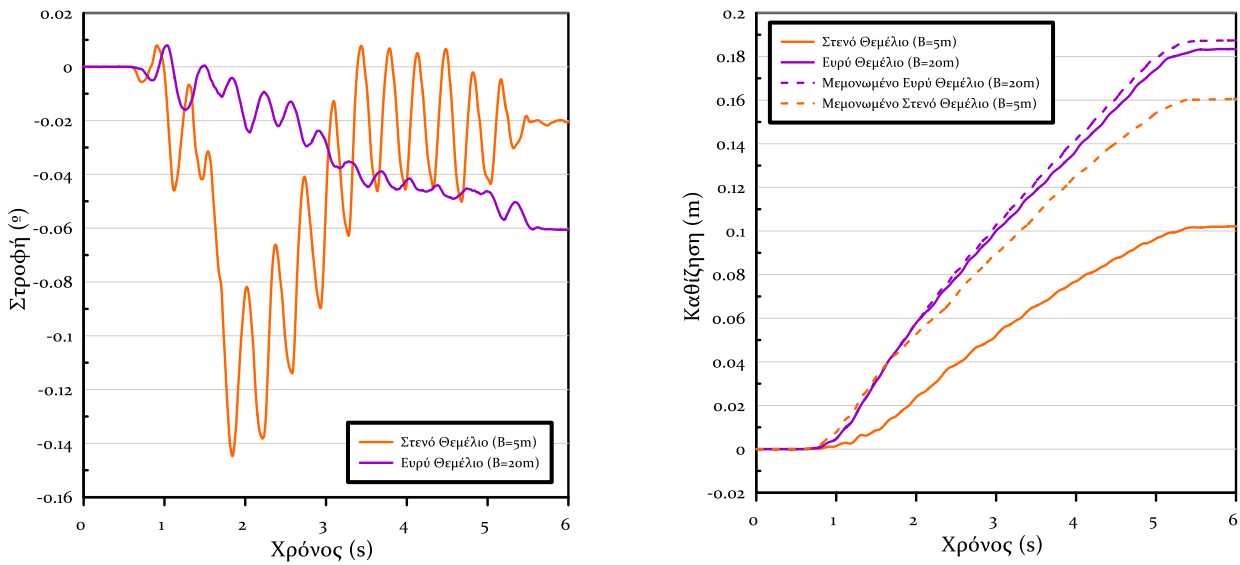 0.02
0
-0.02
-0.04
-0.06
-0.08
-0.1
-0.12
-0.14
-0.16
Στροφή (º)
0 1 2 3 4 5 6
Χρόνος (s)
Στενό Θεμέλιο (B=5m)
Ευρύ Θεμέλιο (B=20m)
0.2
0.18
0.16
0.14
0.12
0.1
0.08
0.06
0.04
0.02
0
-0.02
Καθίζηση (m)
0 1 2 3 4 5 6
Χρόνος (s)
Στενό Θεμέλιο (B=5m)
Ευρύ Θεμέλιο (B=20m)
Μεμονωμένο Ευρύ Θεμέλιο (B=20m)
Μεμονωμένο Στενό Θεμέλιο (B=5m)